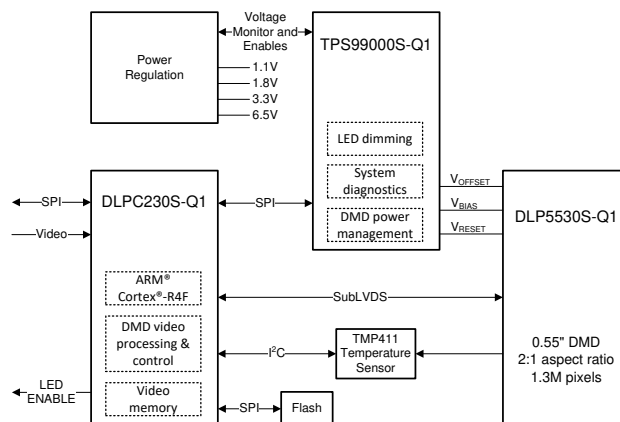 Voltage
Monitor and
Enables
Power
Regulation
1.1V
1.8V
3.3V
6.5V
TPS99000S-Q1
LED dimming
System
diagnostics
DMD power
management
VOFFSET
VBIAS
VRESET
DLP5530S-Q1
0.55" DMD
2:1 aspect ratio
1.3M pixels
SPI
Video
DLPC230S-Q1
SPI
ARM®
Cortex®-R4F
SubLVDS
DMD video
processing &
control
I²C
TMP411
Temperature
Sensor
LED
ENABLE
Video
memory
SPI
Flash